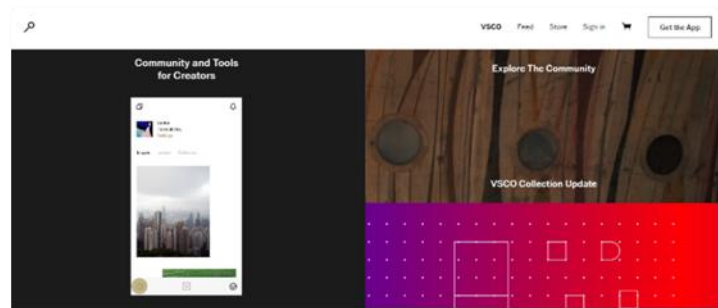 VSCO Feed Store Sign in Get the App
Community and Tools
for Creators
Explore The Community
VSCO Collection Update